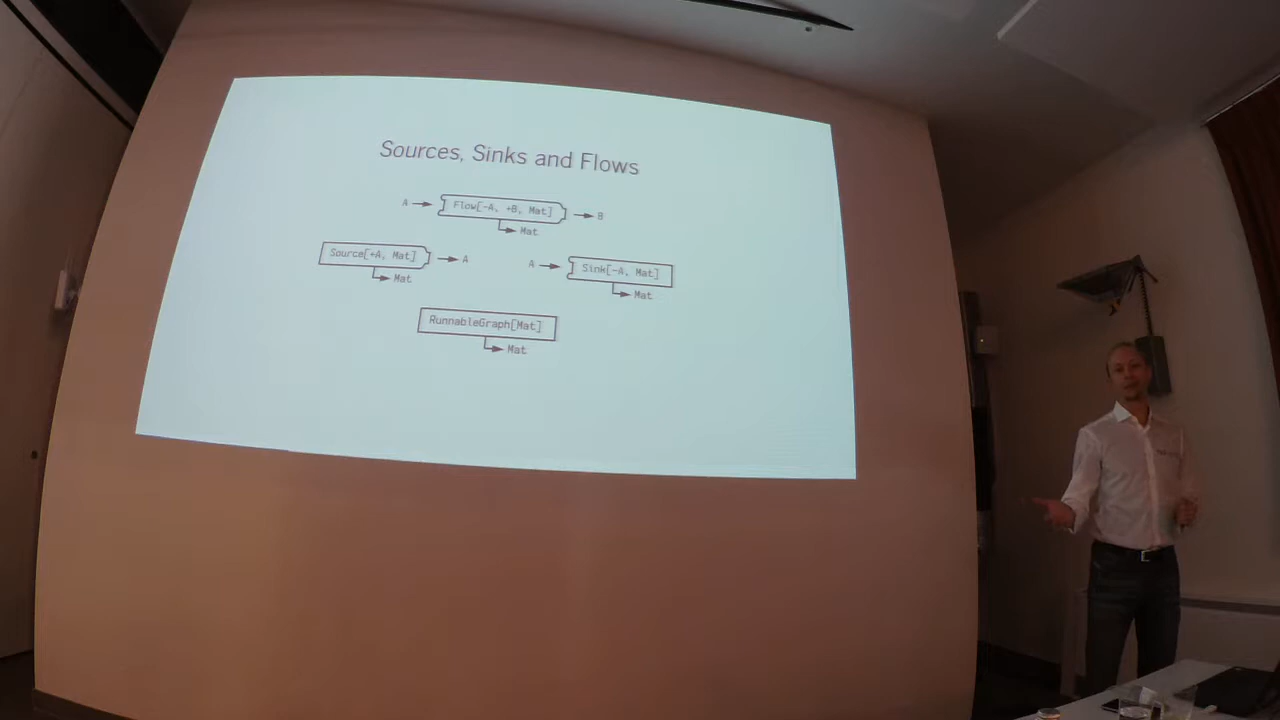 Sources, Sinks and Flows
A Flow[-A, +B, Mat] B
Mat
Source[+A, Mat] A
Mat
A Sink[-A, Mat]
Mat
RunnableGraph[Mat]
Mat